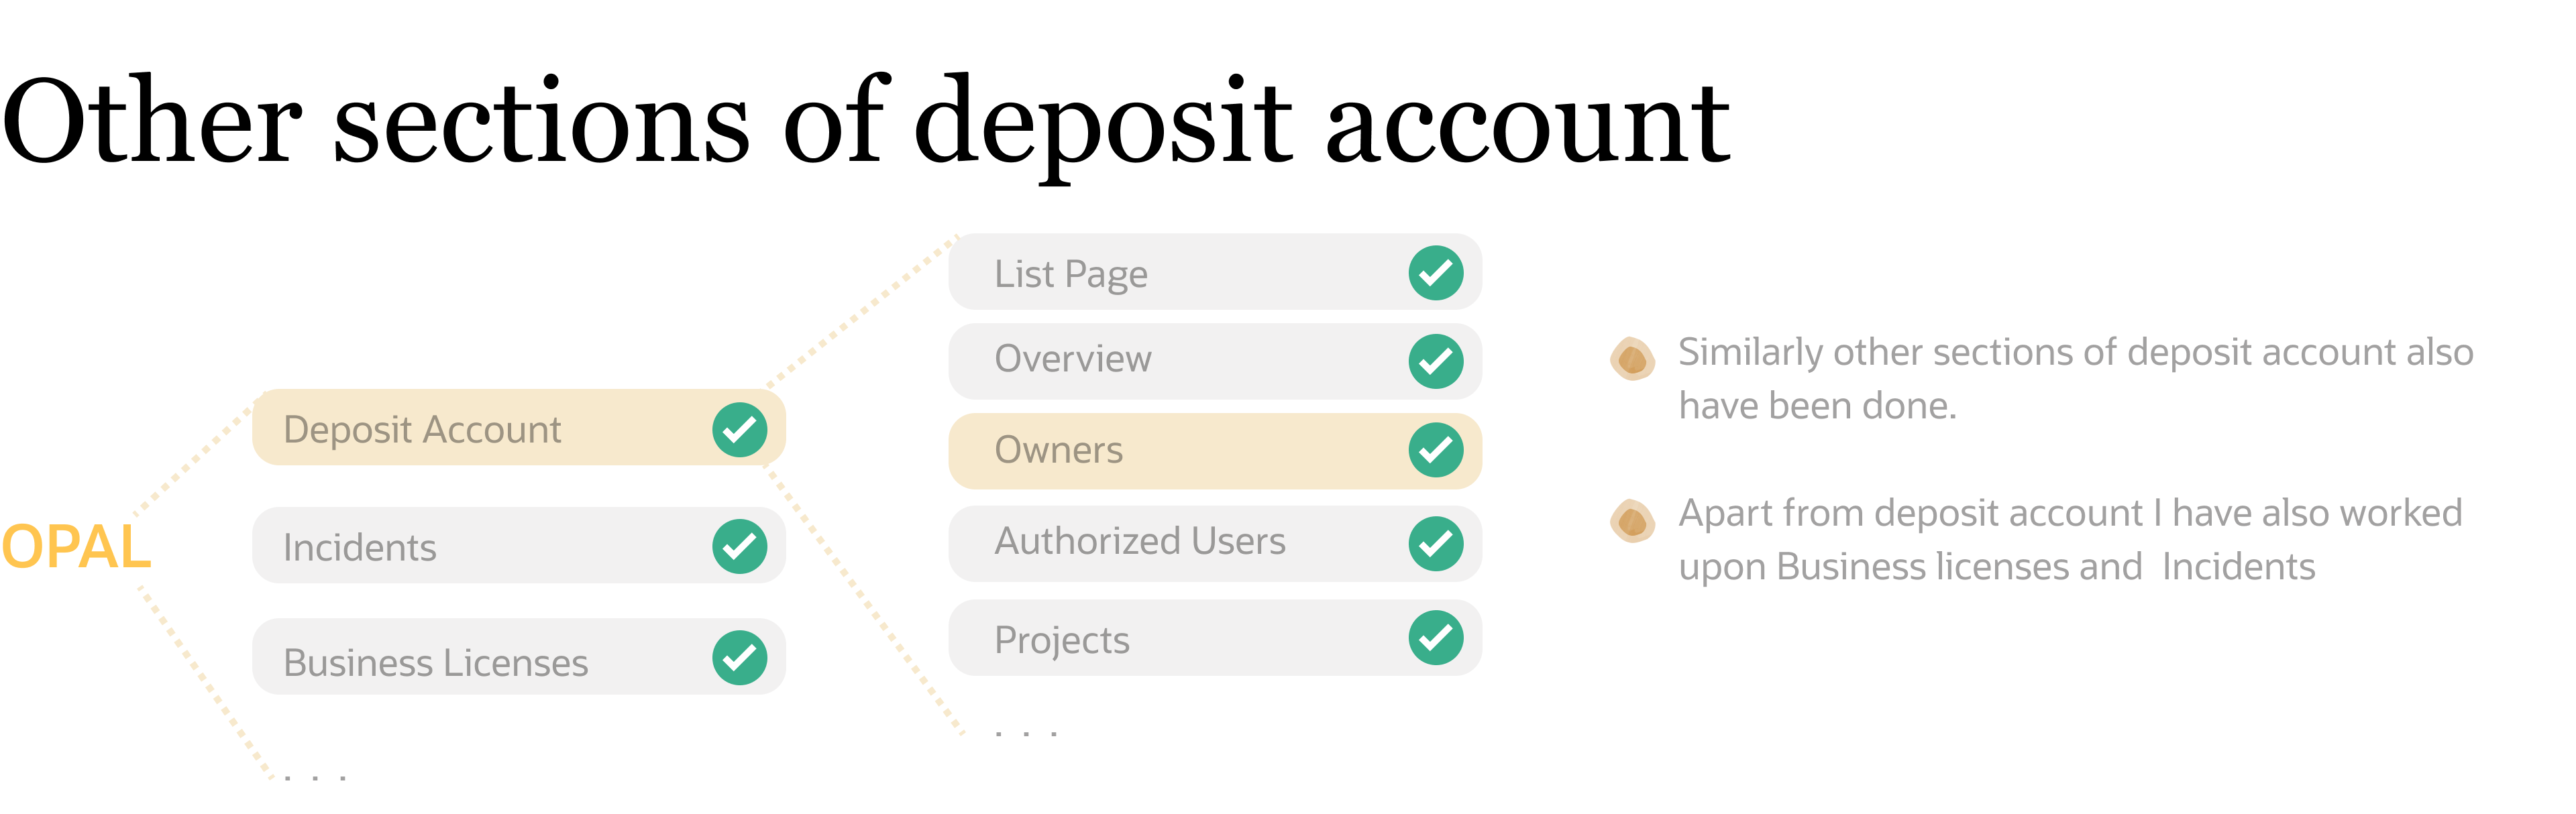 Other sections of deposit account
OPAL
Deposit Account
Incidents
Business Licenses
. . .
List Page
Overview
Owners
Authorized Users
Projects
. . .
Similarly other sections of deposit account also
have been done.
Apart from deposit account I have also worked
upon Business licenses and  Incidents